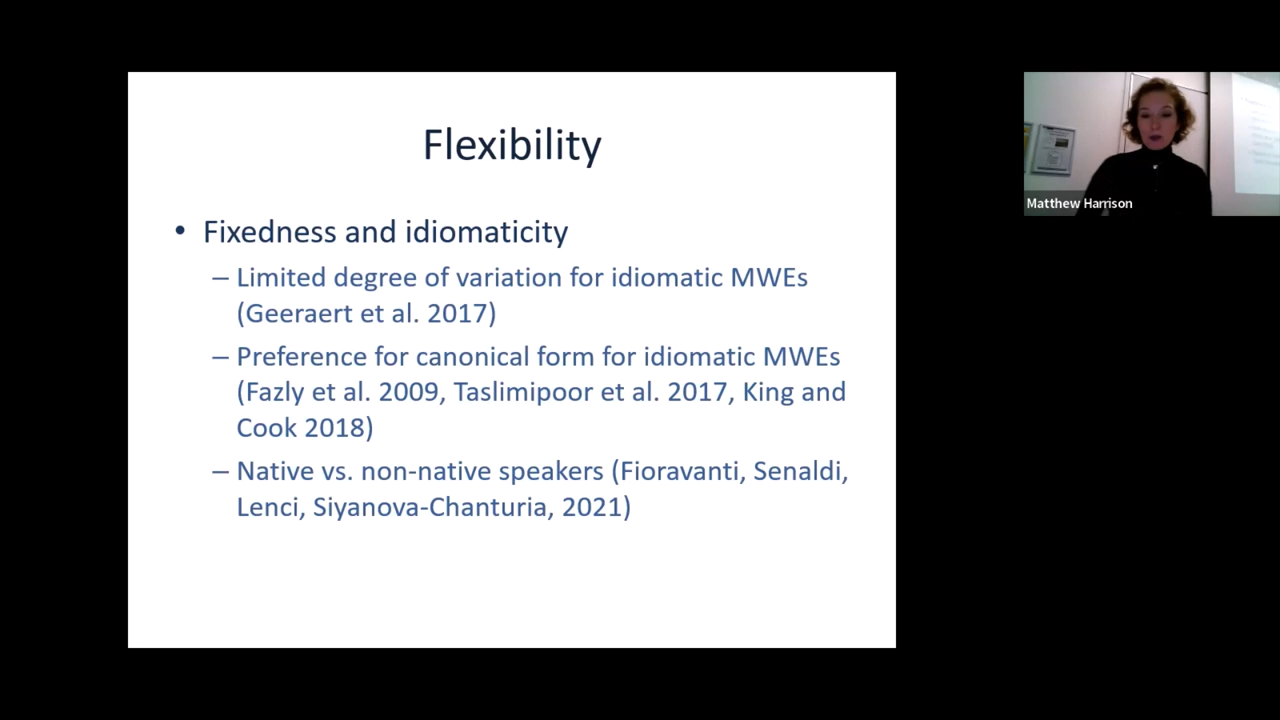 Flexibility
• Fixedness and idiomaticity
– Limited degree of variation for idiomatic MWEs
(Geeraert et al. 2017)
– Preference for canonical form for idiomatic MWEs
(Fazly et al. 2009, Taslimipoor et al. 2017, King and
Cook 2018)
– Native vs. non-native speakers (Fioravanti, Senaldi,
Lenci, Siyanova-Chanturia, 2021)
Matthew Harrison